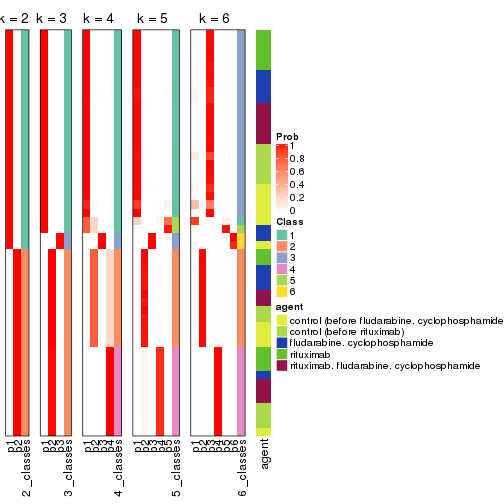 k = 2 k = 3 k = 4 k = 5 k = 6
Prob
1
0.8
0.6
0.4
0.2
0
Class
1
2
3
4
5
6
agent
control (before fludarabine. cyclophosphamide
control (before rituximab)
fludarabine. cyclophosphamide
rituximab
rituximab. fludarabine. cyclophosphamide
p1
p2
2_classes
p1
p2
p3
3_classes
p1
p2
p3
p4
4_classes
p1
p2
p3
p4
p5
5_classes
p1
p2
p3
p4
p5
p6
6_classes
agent